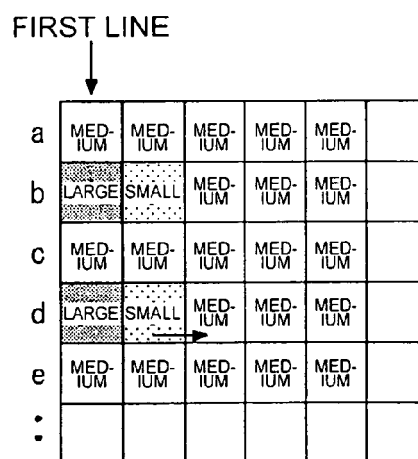 FIRST LINE
a MED-IUM MED-IUM MED-IUM MED-IUM MED-IUM
b LARGE SMALL MED-IUM MED-IUM MED-IUM
c MED-IUM MED-IUM MED-IUM MED-IUM MED-IUM
d LARGE SMALL MED-IUM MED-IUM MED-IUM
e MED-IUM MED-IUM MED-IUM MED-IUM MED-IUM